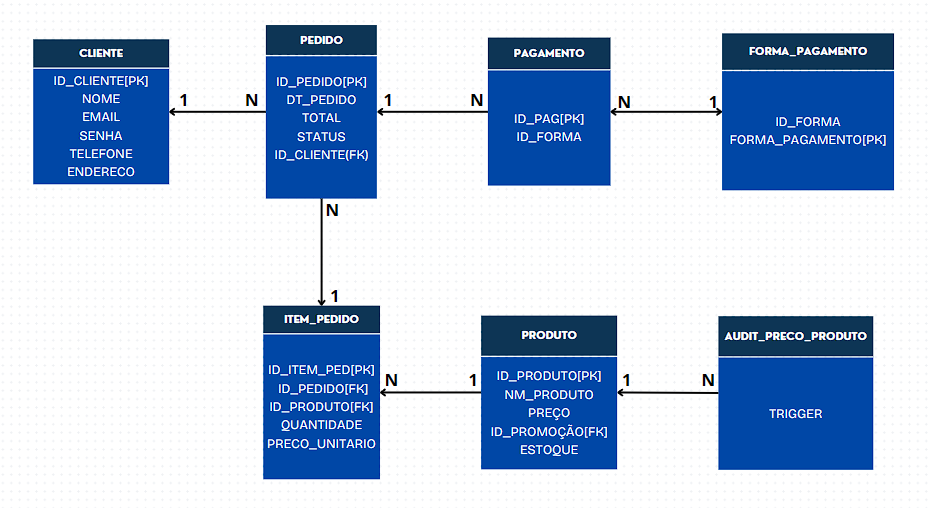 CLIENTE
ID_CLIENTE[PK]
NOME
EMAIL
SENHA
TELEFONE
ENDERECO
1
N
PEDIDO
ID_PEDIDO[PK]
DT_PEDIDO
TOTAL
STATUS
ID_CLIENTE(FK)
1
N
PAGAMENTO
ID_PAG[PK]
ID_FORMA
N
1
FORMA_PAGAMENTO
ID_FORMA
FORMA_PAGAMENTO[PK]
N
1
ITEM_PEDIDO
ID_ITEM_PED[PK]
ID_PEDIDO[FK]
ID_PRODUTO[FK]
QUANTIDADE
PRECO_UNITARIO
N
1
PRODUTO
ID_PRODUTO[PK]
NM_PRODUTO
PREÇO
ID_PROMOÇÃO[FK]
ESTOQUE
1
N
AUDIT_PRECO_PRODUTO
TRIGGER